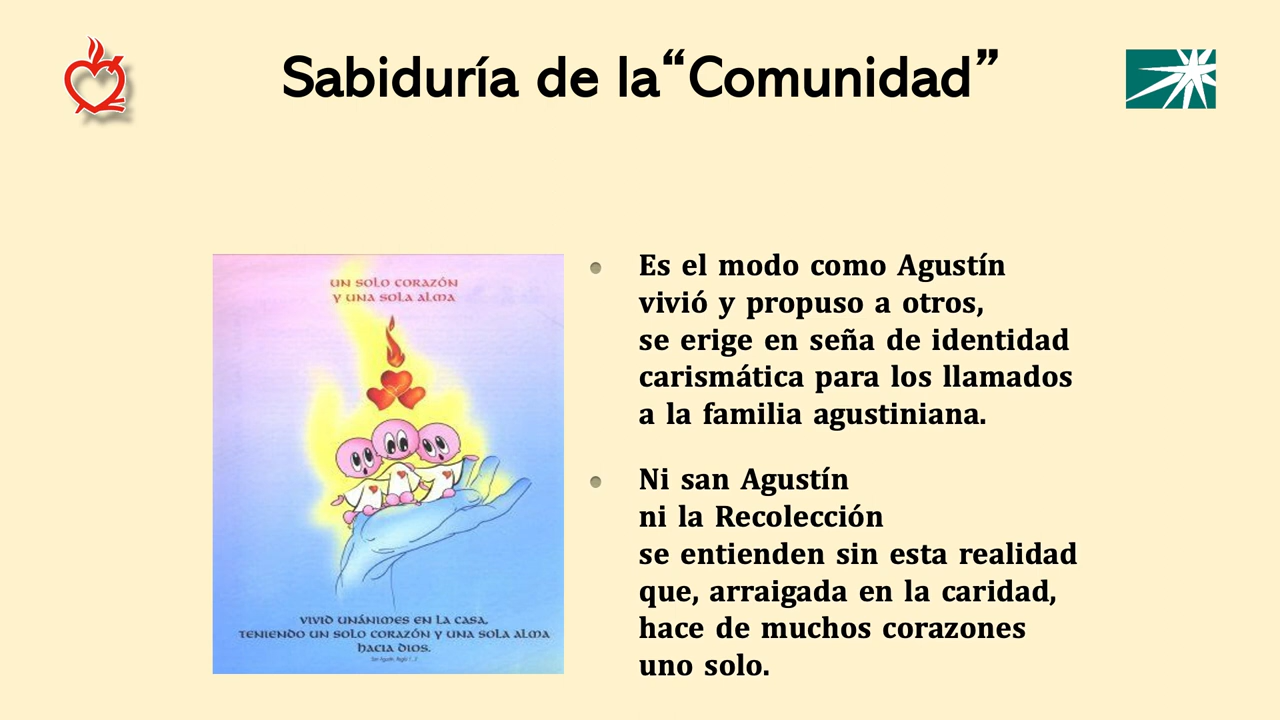 Sabiduría de la“Comunidad”
UN SOLO CORAZÓN
Y UNA SOLA ALMA
VIVID UNÁNIMES EN LA CASA,
TENIENDO UN SOLO CORAZÓN Y UNA SOLA ALMA
HACIA DIOS.
San Agustín, Regla
Es el modo como Agustín
vivió y propuso a otros,
se erige en seña de identidad
carismática para los llamados
a la familia agustiniana.
Ni san Agustín
ni la Recolección
se entienden sin esta realidad
que, arraigada en la caridad,
hace de muchos corazones
uno solo.